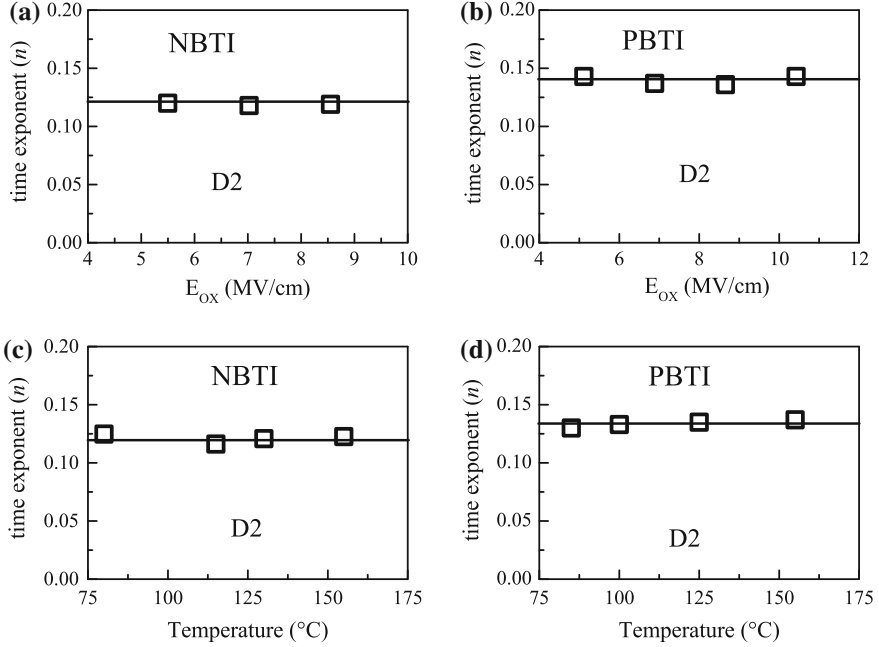 (a)
0.20
0.15
0.10
0.05
0.00
time exponent (n)
NBTI
D2
4 5 6 7 8 9 10
E_OX (MV/cm)
(b)
0.20
0.15
0.10
0.05
0.00
time exponent (n)
PBTI
D2
4 6 8 10 12
E_OX (MV/cm)
(c)
0.20
0.15
0.10
0.05
0.00
time exponent (n)
NBTI
D2
75 100 125 150 175
Temperature (°C)
(d)
0.20
0.15
0.10
0.05
0.00
time exponent (n)
PBTI
D2
75 100 125 150 175
Temperature (°C)